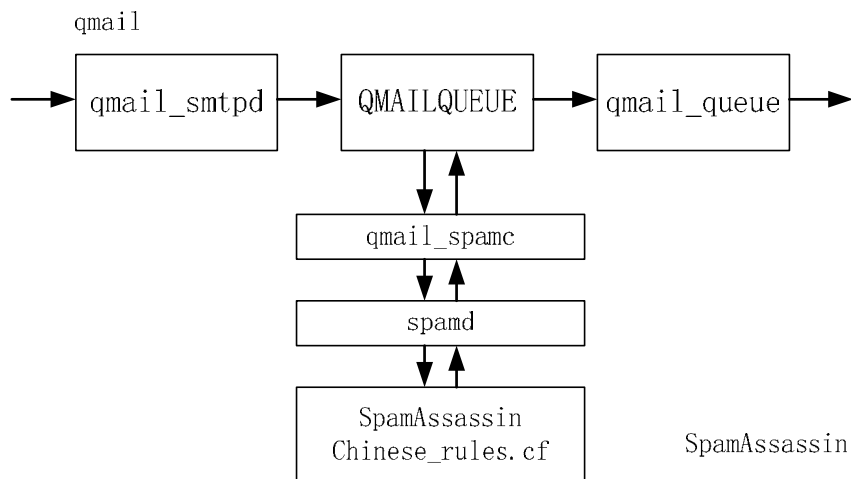 qmail
qmail_smtpd
QMAILQUEUE
qmail_queue
qmail_spamc
spamd
SpamAssassin
Chinese_rules.cf
SpamAssassin